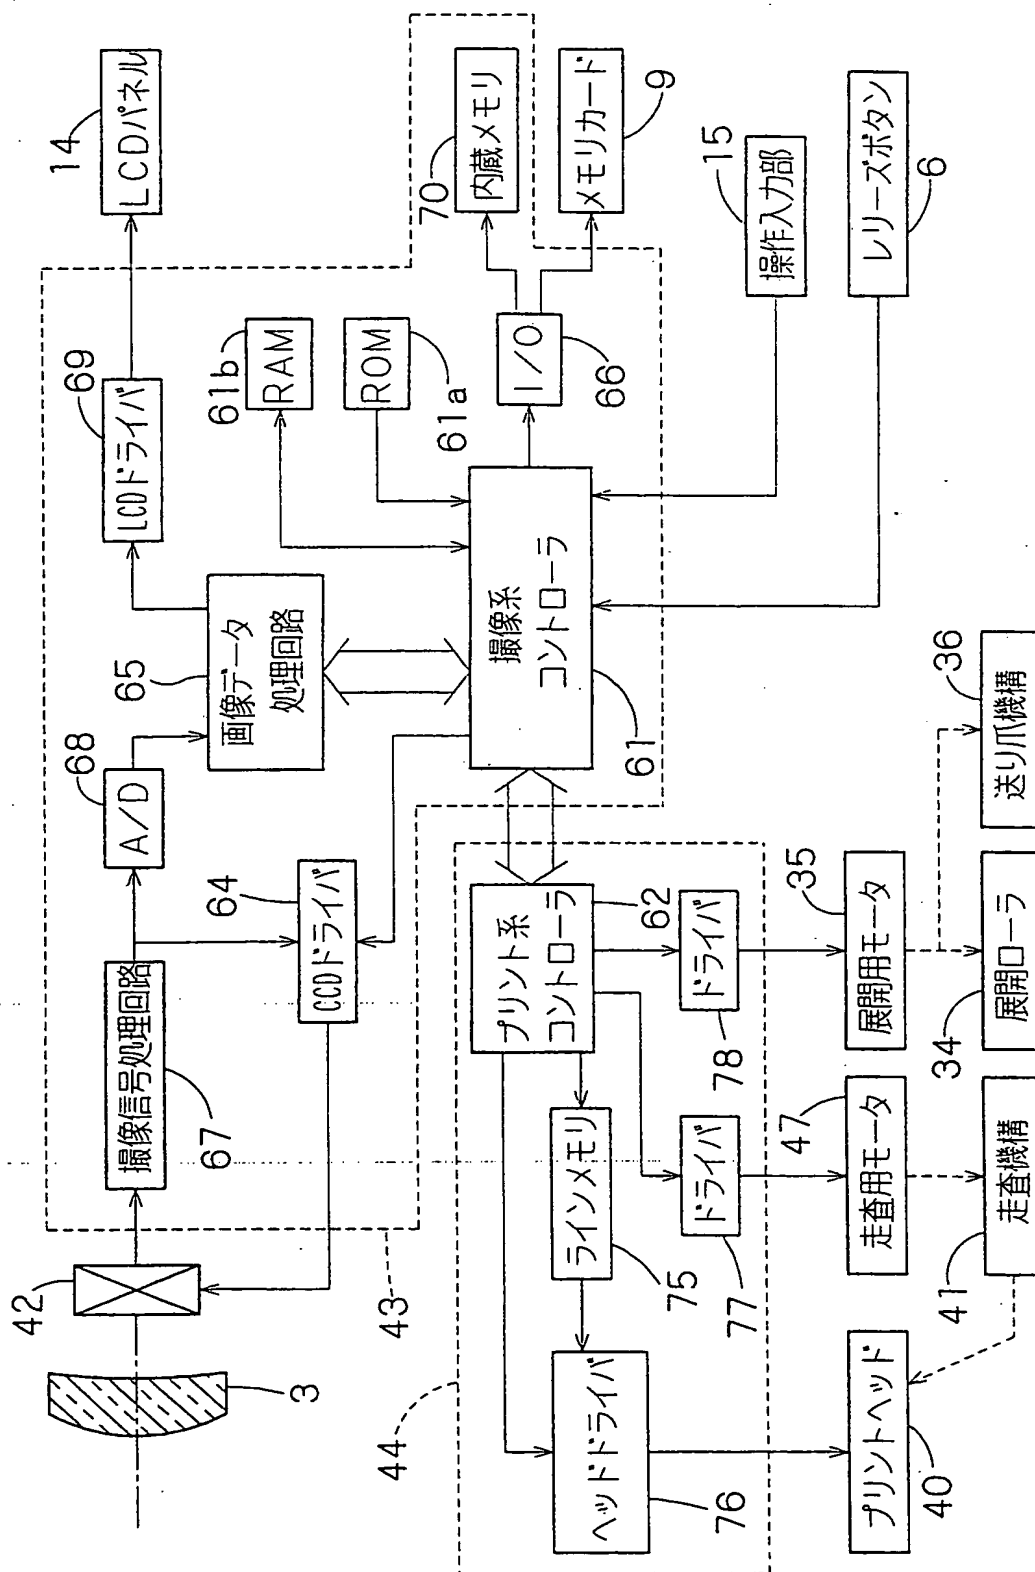 3
42
撮像信号処理回路
67
A/D
68
CCDドライバ
64
画像データ
処理回路
65
LCDドライバ
69
LCDパネル
14
RAM
61b
ROM
61a
I/O
66
内蔵メモリ
70
メモリカード
9
撮像系
コントローラ
61
操作入力部
15
レリーズボタン
6
43
44
プリント系
コントローラ
62
ラインメモリ
75
ヘッドドライバ
76
ドライバ
77
ドライバ
78
プリントヘッド
40
走査用モータ
47
走査機構
41
展開用モータ
35
展開ローラ
34
送り爪機構
36